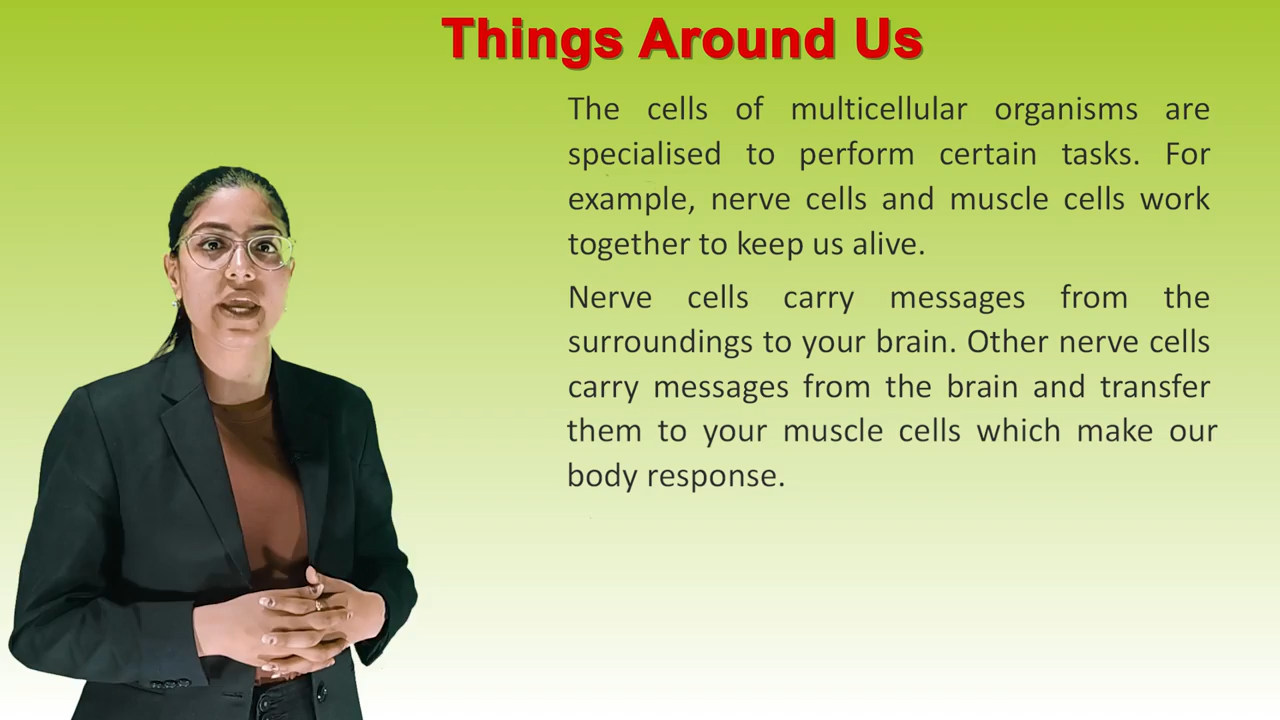 Things Around Us
The cells of multicellular organisms are
specialised to perform certain tasks. For
example, nerve cells and muscle cells work
together to keep us alive.
Nerve cells carry messages from the
surroundings to your brain. Other nerve cells
carry messages from the brain and transfer
them to your muscle cells which make our
body response.